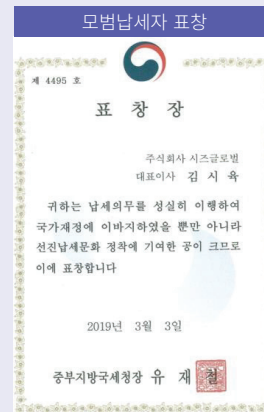 모범납세자 표창
제 4495 호
표 창 장
주식회사 시즈글로벌
대표이사 김 시 육
귀하는 납세의무를 성실히 이행하여
국가재정에 이바지하였을 뿐만 아니라
선진납세문화 정착에 기여한 공이 크므로
이에 표창합니다
2019년 3월 3일
중부지방국세청장 유 재 철